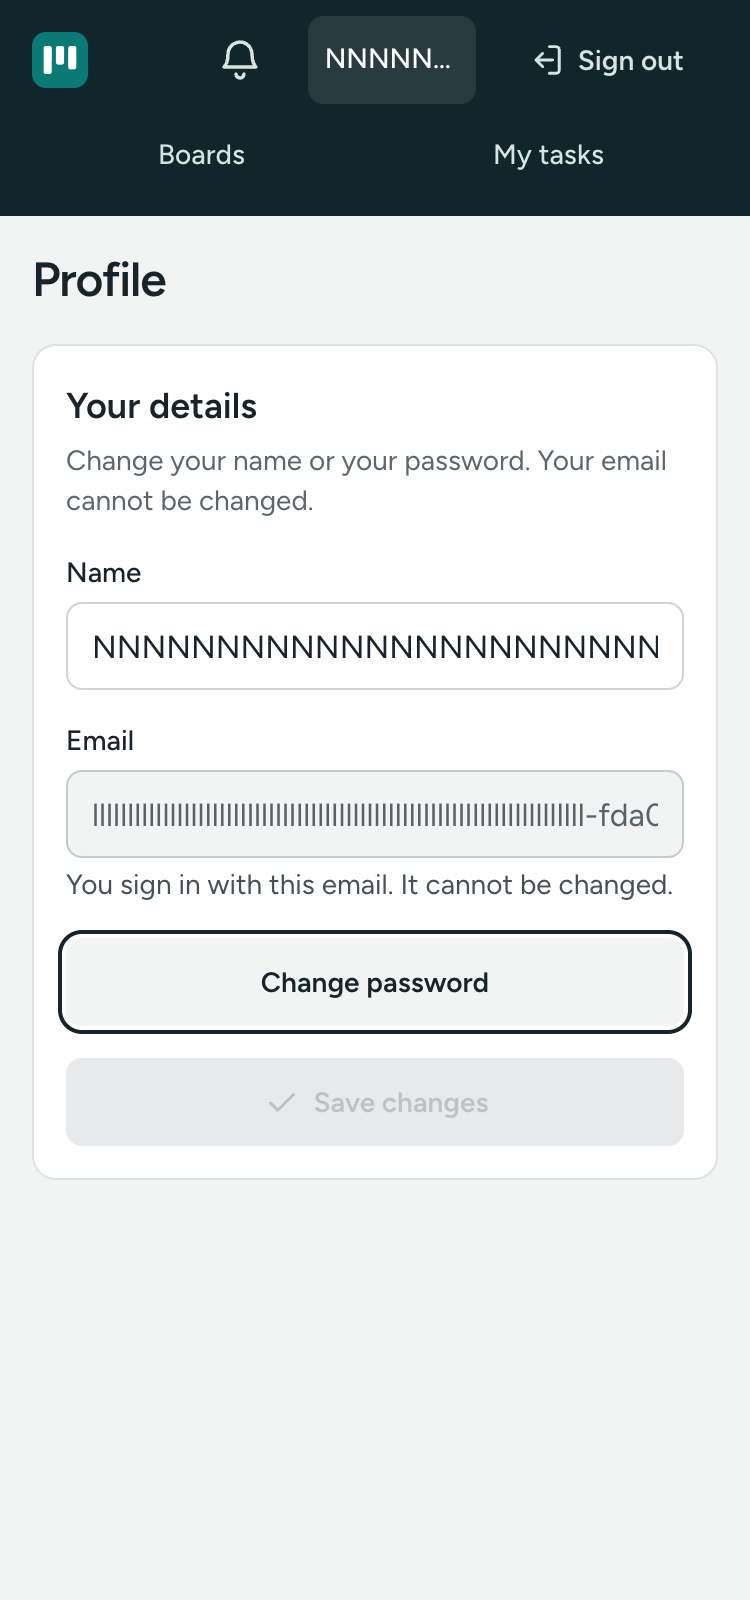 NNNNN...
Sign out
Boards
My tasks
Profile
Your details
Change your name or your password. Your email
cannot be changed.
Name
NNNNNNNNNNNNNNNNNNNNNNN
Email
You sign in with this email. It cannot be changed.
Change password
Save changes